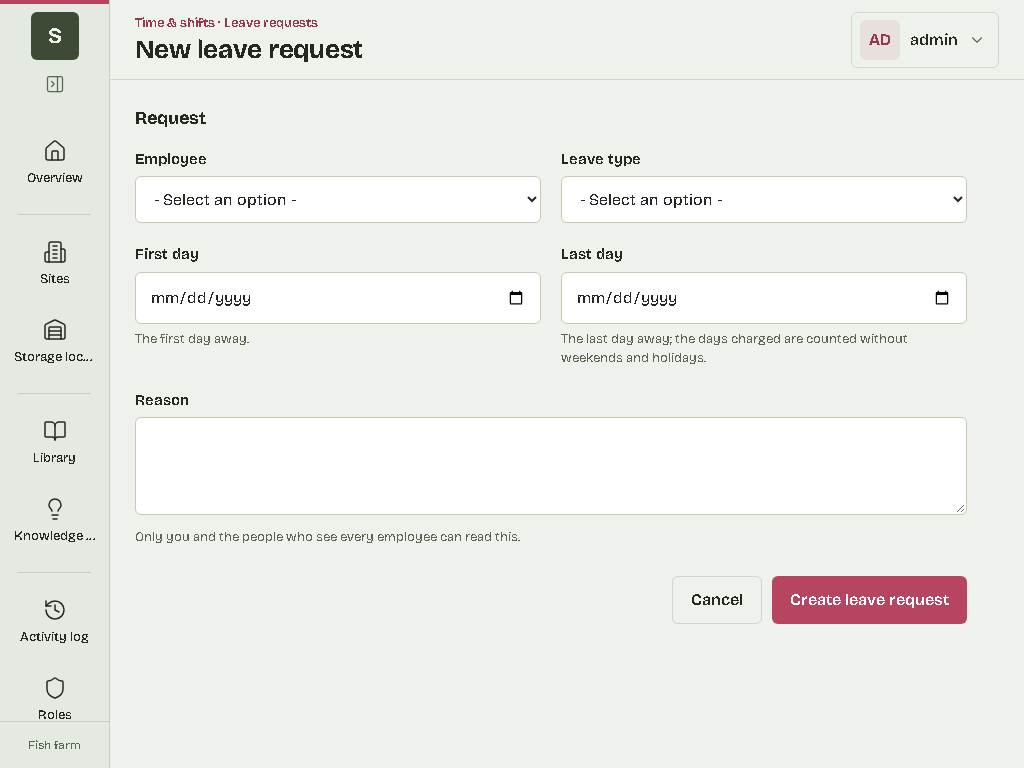 S
Overview
Sites
Storage loc...
Library
Knowledge ...
Activity log
Roles
Fish farm
Time & shifts · Leave requests
New leave request
AD
admin
Request
Employee
Leave type
- Select an option -
- Select an option -
First day
Last day
mm/dd/yyyy
mm/dd/yyyy
The first day away.
The last day away; the days charged are counted without
weekends and holidays.
Reason
Only you and the people who see every employee can read this.
Cancel
Create leave request